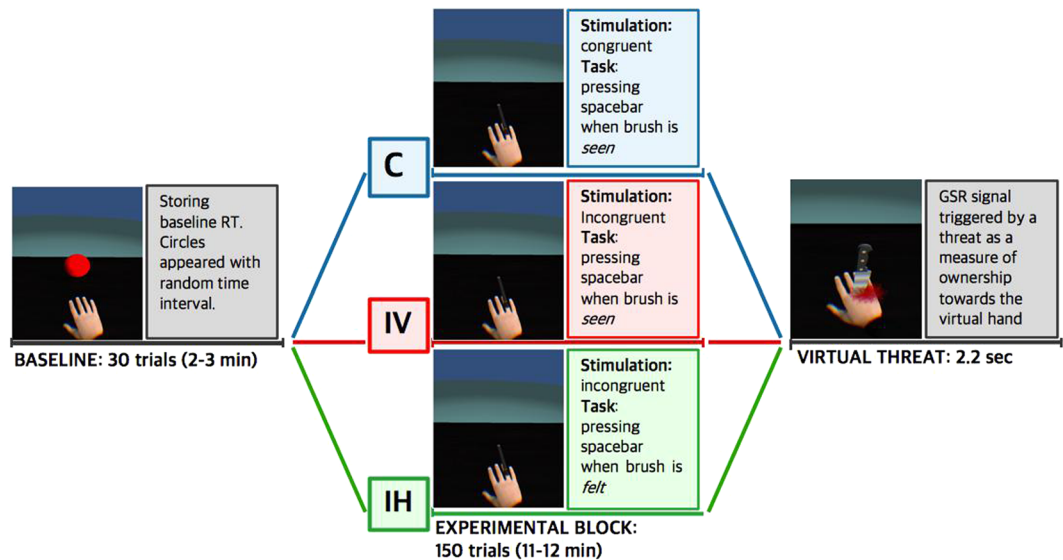 Storing
baseline RT.
Circles
appeared with
random time
interval.
BASELINE: 30 trials (2-3 min)
C
Stimulation:
congruent
Task:
pressing
spacebar
when brush is
seen
IV
Stimulation:
Incongruent
Task:
pressing
spacebar
when brush is
seen
IH
Stimulation:
incongruent
Task:
pressing
spacebar
when brush is
felt
EXPERIMENTAL BLOCK:
150 trials (11-12 min)
GSR signal
triggered by a
threat as a
measure of
ownership
towards the
virtual hand
VIRTUAL THREAT: 2.2 sec